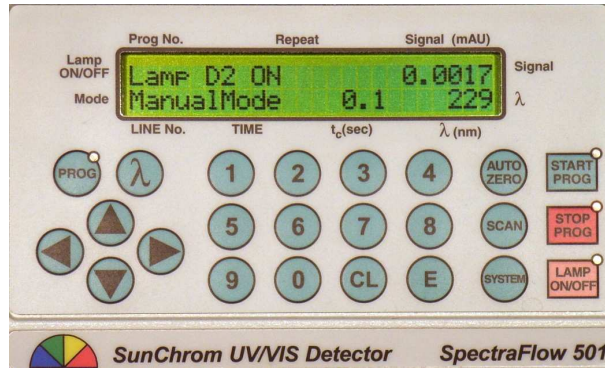 Prog No. Repeat Signal (mAU)
Lamp ON/OFF Lamp D2 ON 0.0017 Signal
Mode ManualMode 0.1 229 λ
LINE No. TIME tc(sec) λ (nm)
PROG λ 1 2 3 4 AUTO ZERO START PROG
5 6 7 8 SCAN STOP PROG
9 0 CL E SYSTEM LAMP ON/OFF
SunChrom UV/VIS Detector SpectraFlow 501